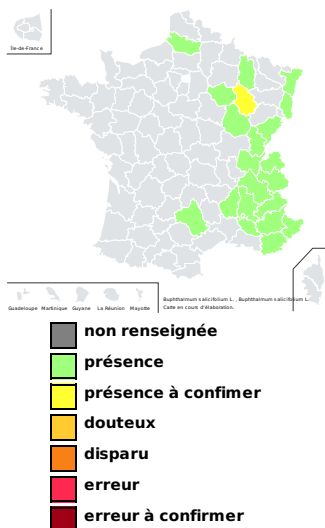 Île-de-France
Guadeloupe Martinique Guyane La Réunion Mayotte
Buphthalmum salicifolium L. , Buphthalmum salicifolium L.
Carte en cours d'élaboration.
non renseignée
présence
présence à confimer
douteux
disparu
erreur
erreur à confirmer